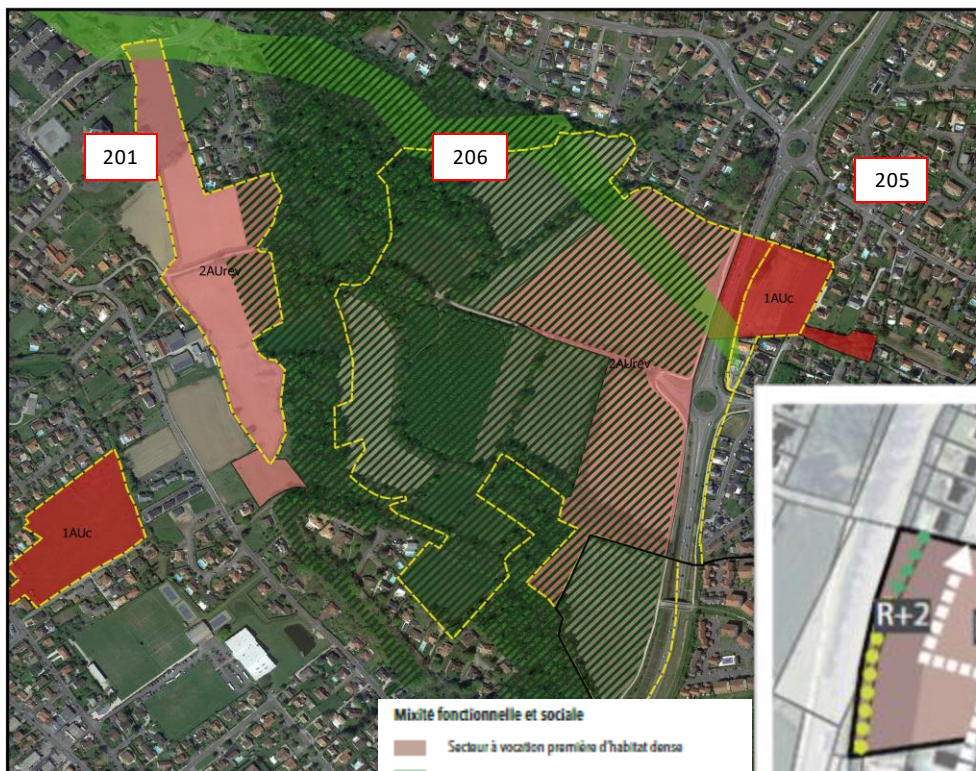 201
206
205
2AUrev
1AUc
2AUrev
1AUc
R+2
Mixité fonctionnelle et sociale
Secteur à vocation première d'habitat dense